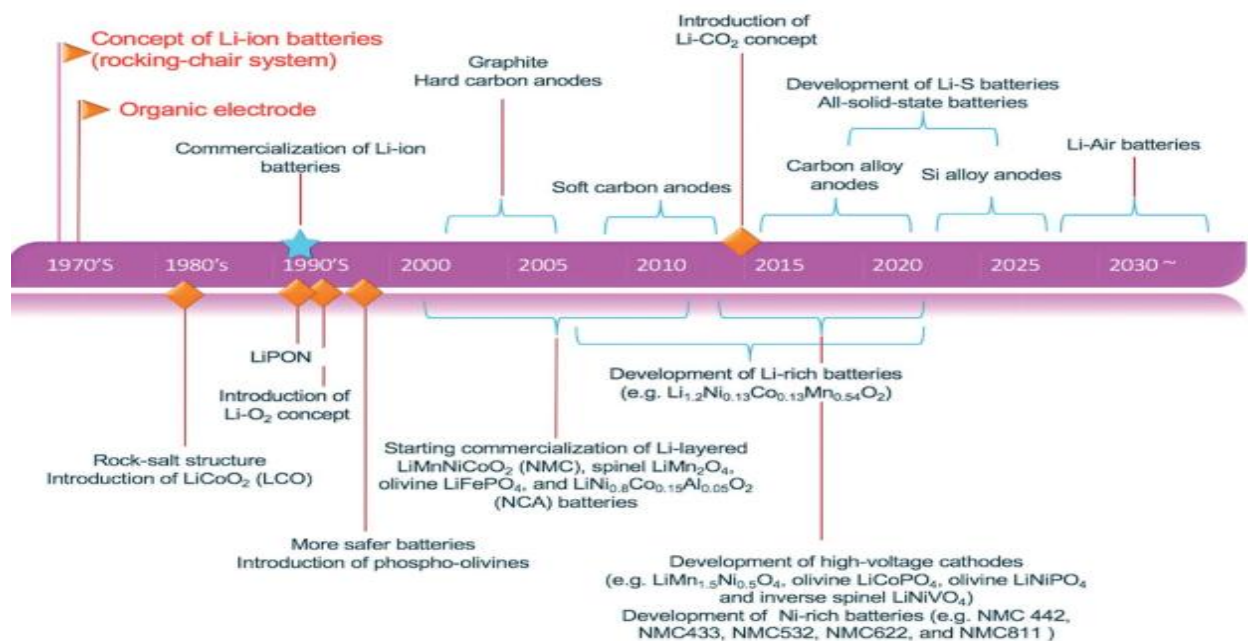 Concept of Li-ion batteries
(rocking-chair system)
Organic electrode
Commercialization of Li-ion
batteries
Graphite
Hard carbon anodes
Soft carbon anodes
Introduction of
Li-CO₂ concept
Development of Li-S batteries
All-solid-state batteries
Carbon alloy
anodes
Si alloy anodes
Li-Air batteries
1970'S
1980's
1990'S
2000
2005
2010
2015
2020
2025
2030 ~
LiPON
Introduction of
Li-O₂ concept
Rock-salt structure
Introduction of LiCoO₂ (LCO)
More safer batteries
Introduction of phospho-olivines
Starting commercialization of Li-layered
LiMnNiCoO₂ (NMC), spinel LiMn₂O₄,
olivine LiFePO₄, and LiNi₀.₈Co₀.₁₅Al₀.₀₅O₂
(NCA) batteries
Development of Li-rich batteries
(e.g. Li₁.₂Ni₀.₁₃Co₀.₁₃Mn₀.₅₄O₂)
Development of high-voltage cathodes
(e.g. LiMn₁.₅Ni₀.₅O₄, olivine LiCoPO₄, olivine LiNiPO₄
and inverse spinel LiNiVO₄)
Development of Ni-rich batteries (e.g. NMC 442,
NMC433, NMC532, NMC622, and NMC811 )